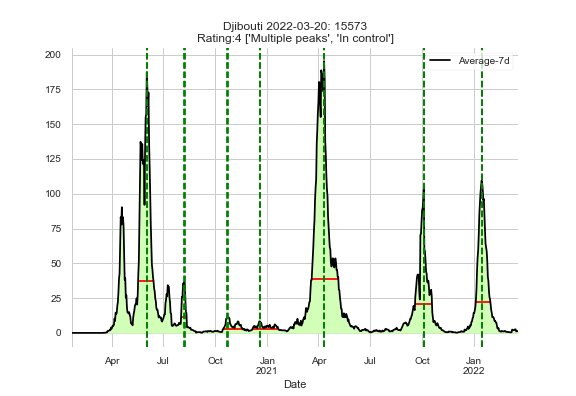 Djibouti 2022-03-20: 15573
Rating:4 ['Multiple peaks', 'In control']
Average-7d
200
175
150
125
100
75
50
25
0
Apr Jul Oct Jan Apr Jul Oct Jan
2021 2022
Date